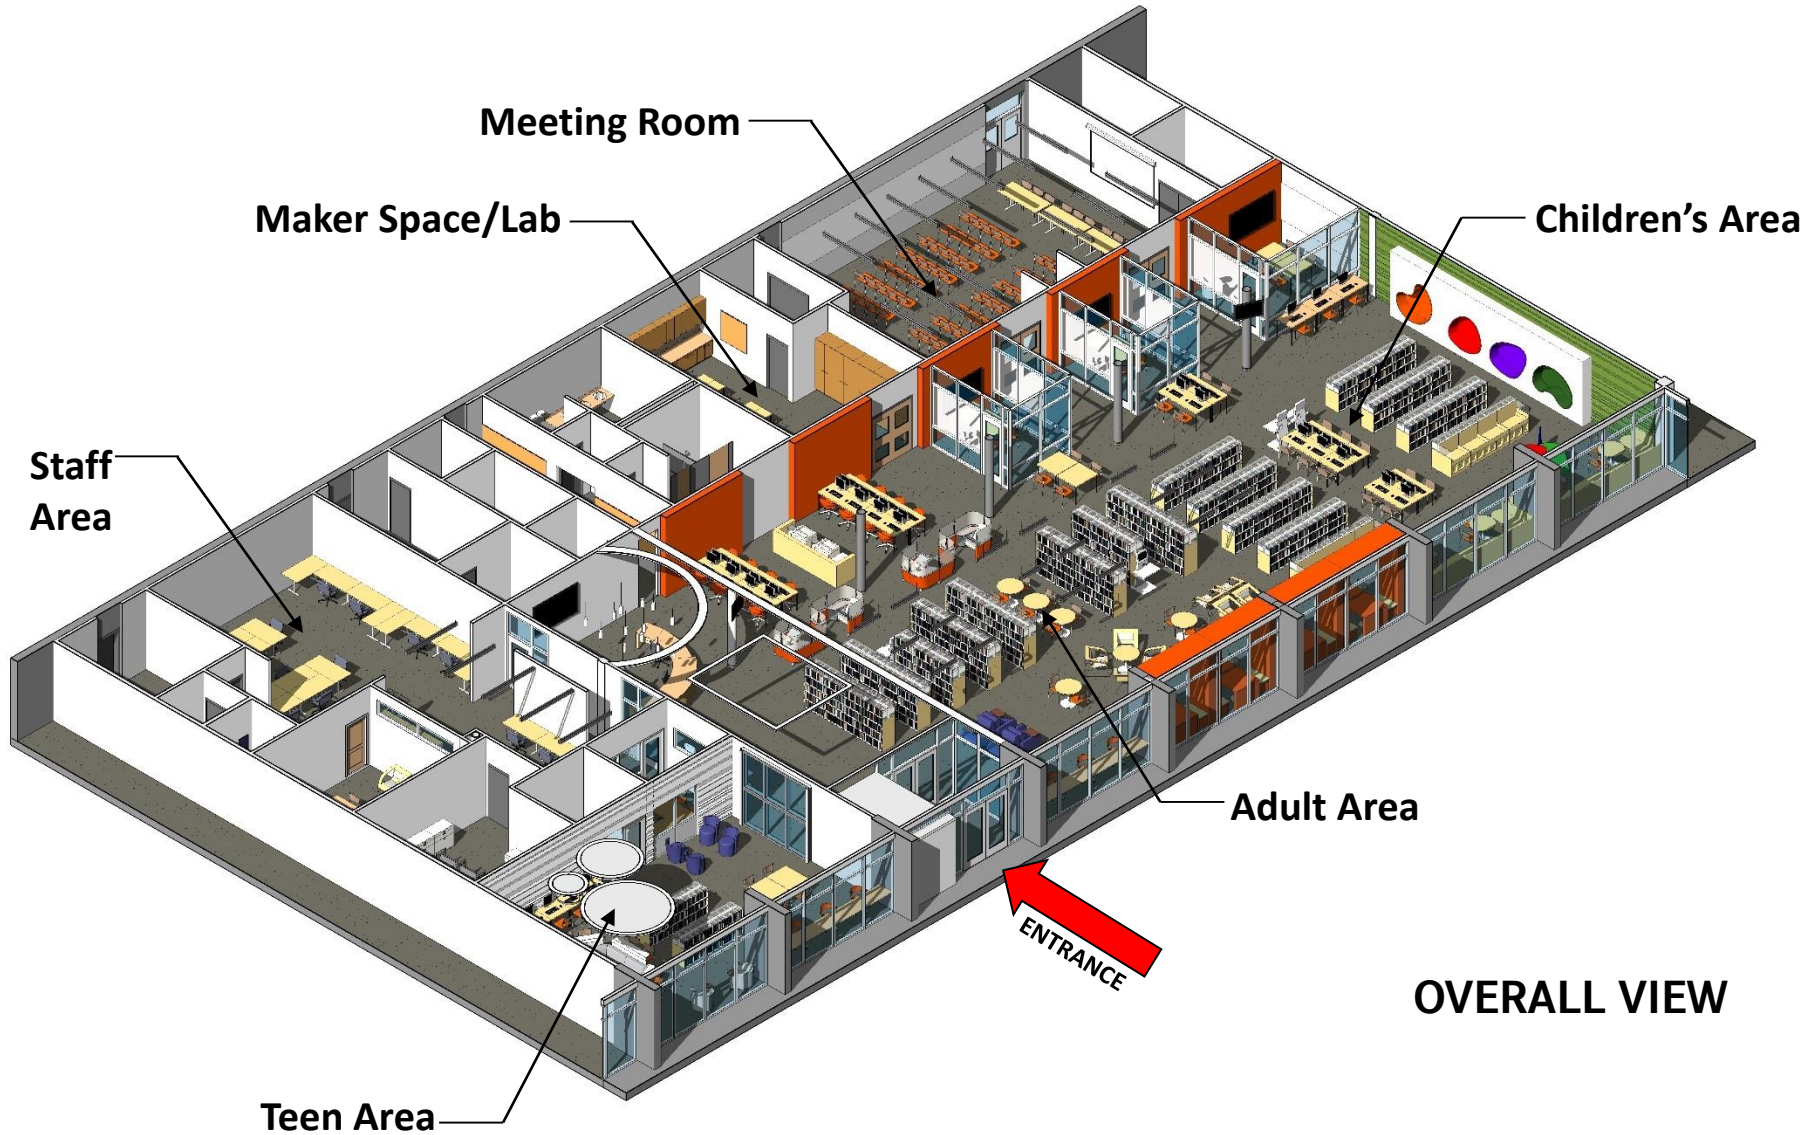 Meeting Room
Maker Space/Lab
Children’s Area
Staff
Area
Adult Area
ENTRANCE
OVERALL VIEW
Teen Area